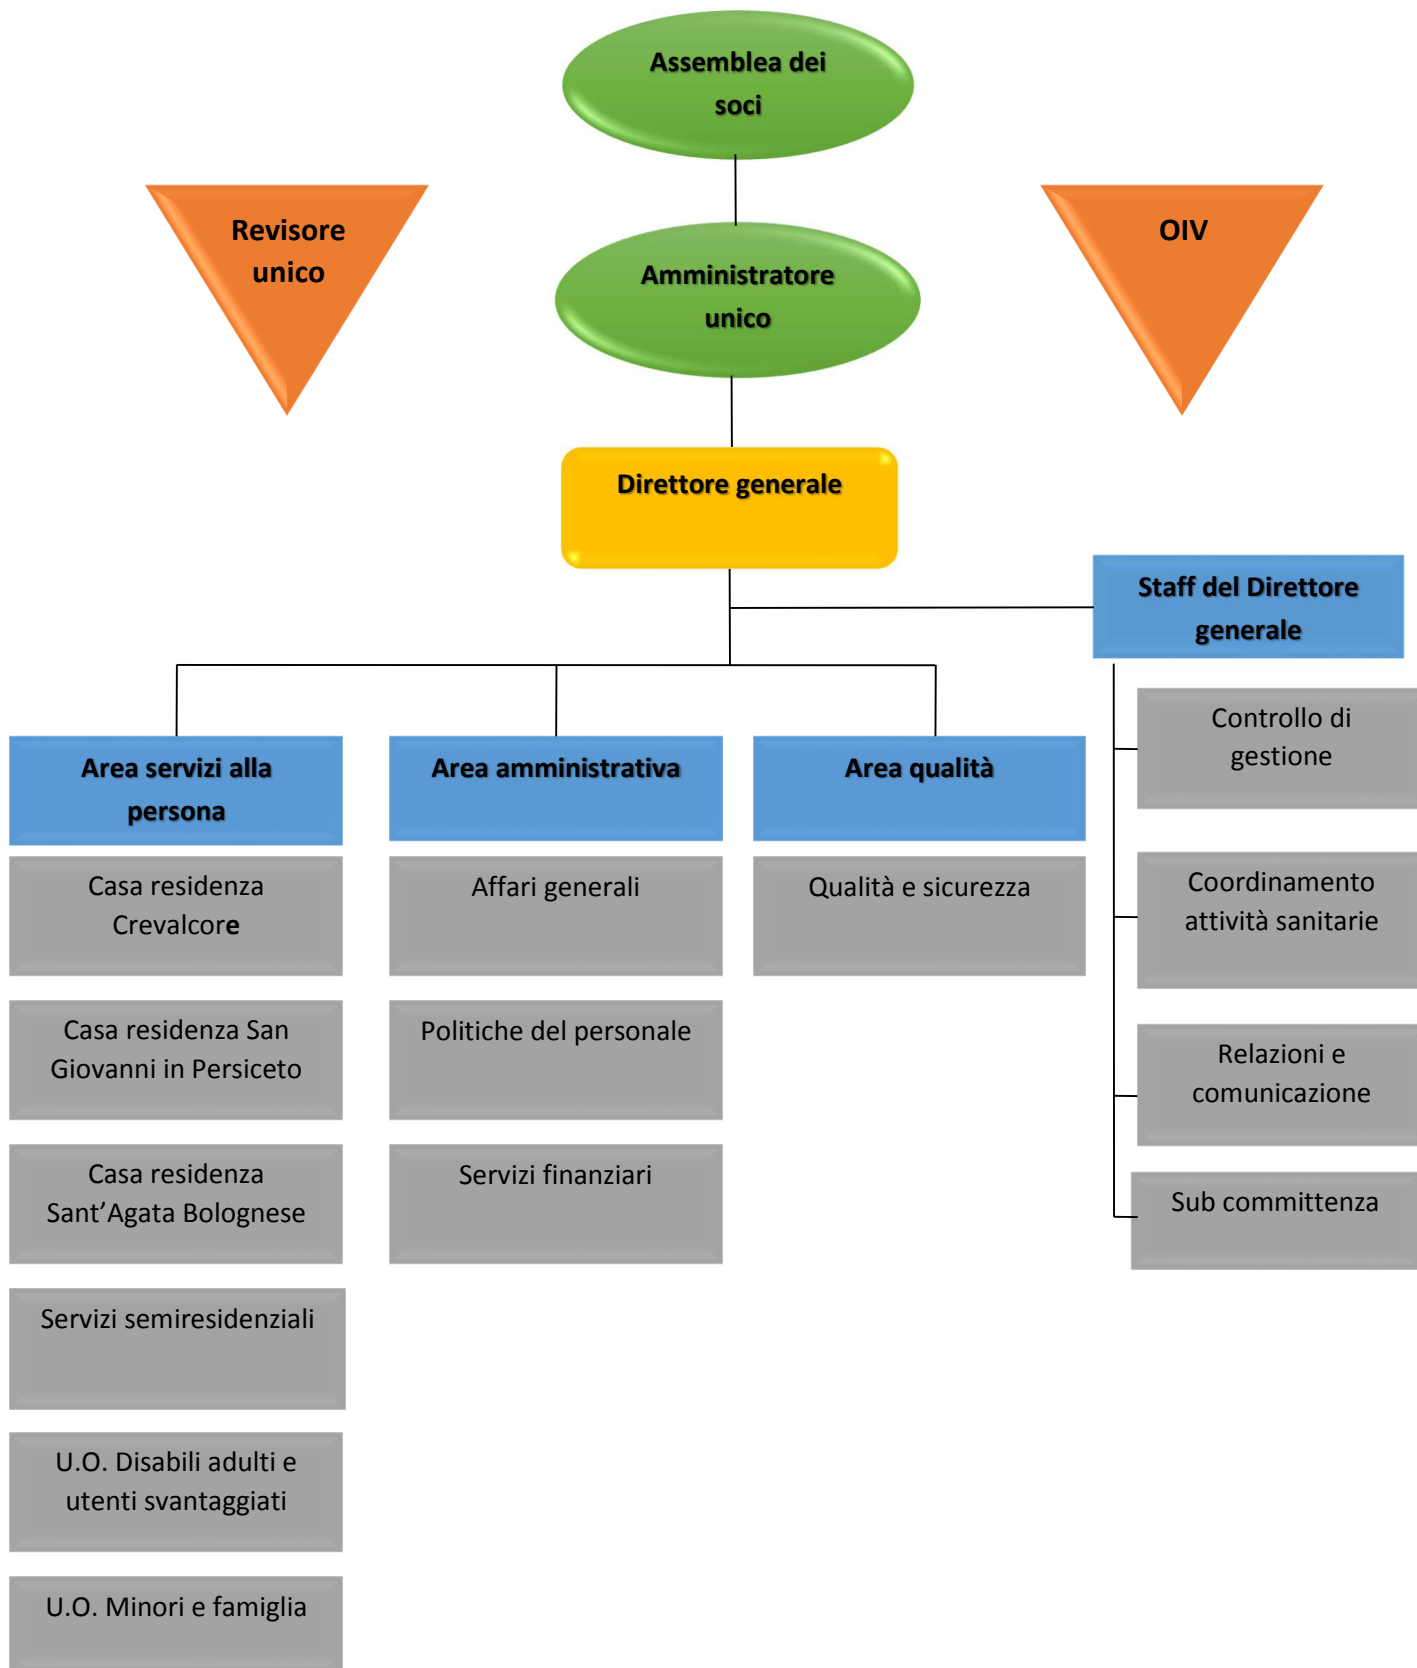 Assemblea dei
soci
Revisore
unico
OIV
Amministratore
unico
Direttore generale
Staff del Direttore
generale
Controllo di
gestione
Coordinamento
attività sanitarie
Relazioni e
comunicazione
Sub committenza
Area servizi alla
persona
Casa residenza
Crevalcore
Casa residenza San
Giovanni in Persiceto
Casa residenza
Sant’Agata Bolognese
Servizi semiresidenziali
U.O. Disabili adulti e
utenti svantaggiati
U.O. Minori e famiglia
Area amministrativa
Affari generali
Politiche del personale
Servizi finanziari
Area qualità
Qualità e sicurezza